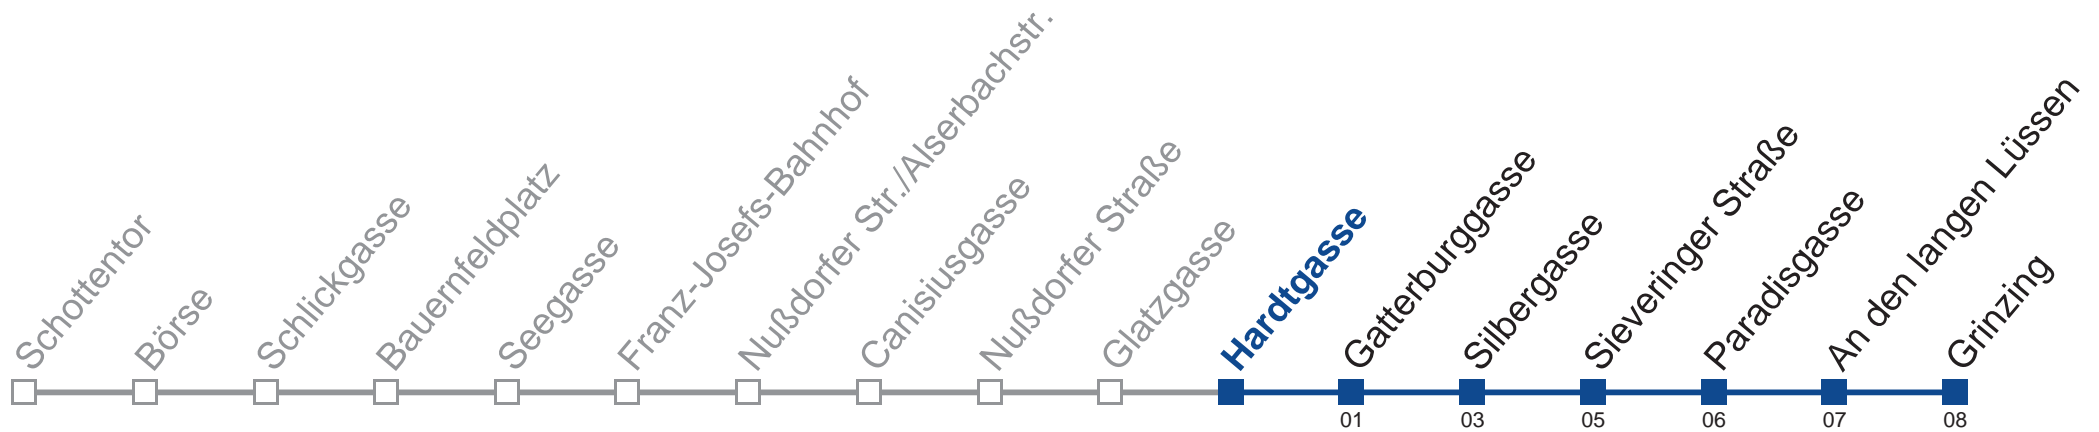 Schottentor
Börse
Schlickgasse
Bauernfeldplatz
Seegasse
Franz-Josefs-Bahnhof
Nußdorfer Str./Alserbachstr.
Canisiusgasse
Nußdorfer Straße
Glatzgasse
Hardtgasse
Gatterburggasse
Silbergasse
Sieveringer Straße
Paradisgasse
An den langen Lüssen
Grinzing
01
03
05
06
07
08